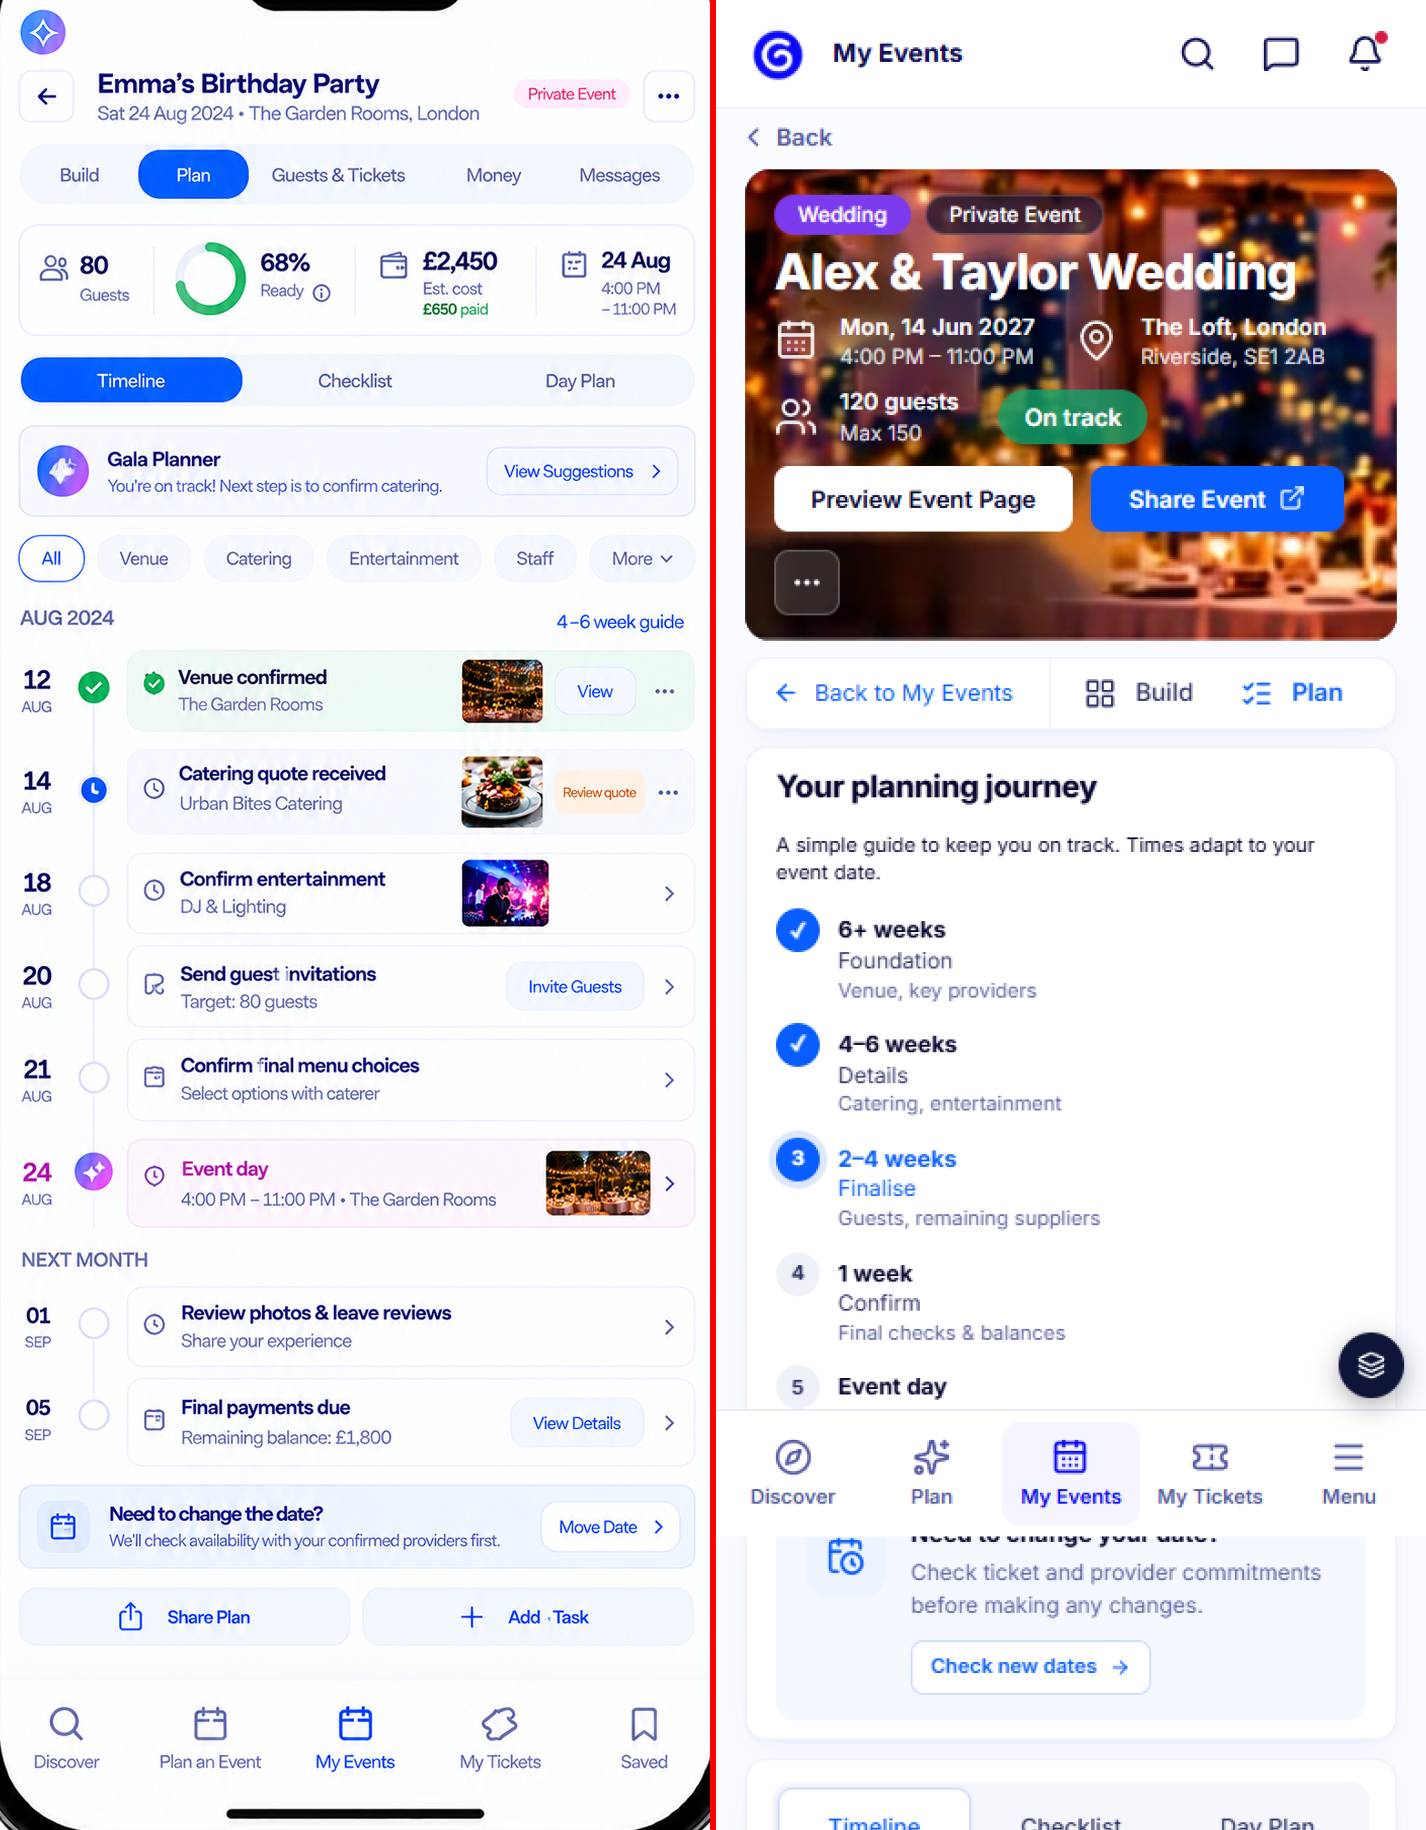 Emma's Birthday Party
Sat 24 Aug 2024 • The Garden Rooms, London
Private Event
Build
Plan
Guests & Tickets
Money
Messages
80
Guests
68%
Ready
£2,450
Est. cost
£650 paid
24 Aug
4:00 PM
– 11:00 PM
Timeline
Checklist
Day Plan
Gala Planner
You're on track! Next step is to confirm catering.
View Suggestions
All
Venue
Catering
Entertainment
Staff
More
AUG 2024
4–6 week guide
12
AUG
Venue confirmed
The Garden Rooms
View
14
AUG
Catering quote received
Urban Bites Catering
Review quote
18
AUG
Confirm entertainment
DJ & Lighting
20
AUG
Send guest invitations
Target: 80 guests
Invite Guests
21
AUG
Confirm final menu choices
Select options with caterer
24
AUG
Event day
4:00 PM – 11:00 PM • The Garden Rooms
NEXT MONTH
01
SEP
Review photos & leave reviews
Share your experience
05
SEP
Final payments due
Remaining balance: £1,800
View Details
Need to change the date?
We'll check availability with your confirmed providers first.
Move Date
Share Plan
Add Task
Discover
Plan an Event
My Events
My Tickets
Saved
My Events
Back
Wedding
Private Event
Alex & Taylor Wedding
Mon, 14 Jun 2027
4:00 PM – 11:00 PM
The Loft, London
Riverside, SE1 2AB
120 guests
Max 150
On track
Preview Event Page
Share Event
Back to My Events
Build
Plan
Your planning journey
A simple guide to keep you on track. Times adapt to your
event date.
6+ weeks
Foundation
Venue, key providers
4–6 weeks
Details
Catering, entertainment
3
2–4 weeks
Finalise
Guests, remaining suppliers
4
1 week
Confirm
Final checks & balances
5
Event day
Discover
Plan
My Events
My Tickets
Menu
Need to change your date?
Check ticket and provider commitments
before making any changes.
Check new dates
Timeline
Checklist
Day Plan